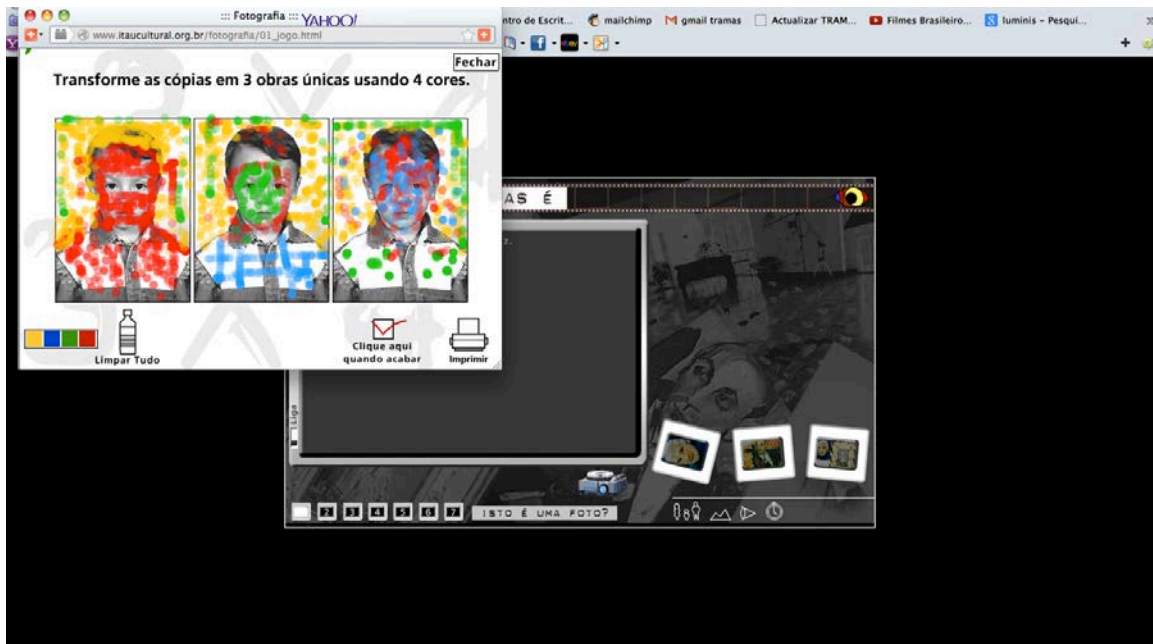 ::: Fotografia ::: YAHOO!
www.itaucultural.org.br/fotografia/01_jogo.html
ntro de Escrit... mailchimp gmail tramas Actualizar TRAM... Filmes Brasileiro... luminis - Pesqui...
Fechar
Transforme as cópias em 3 obras únicas usando 4 cores.
AS É
Limpar Tudo
Clique aqui
quando acabar
Imprimir
Liga
2 3 4 5 6 7 ISTO É UMA FOTO?